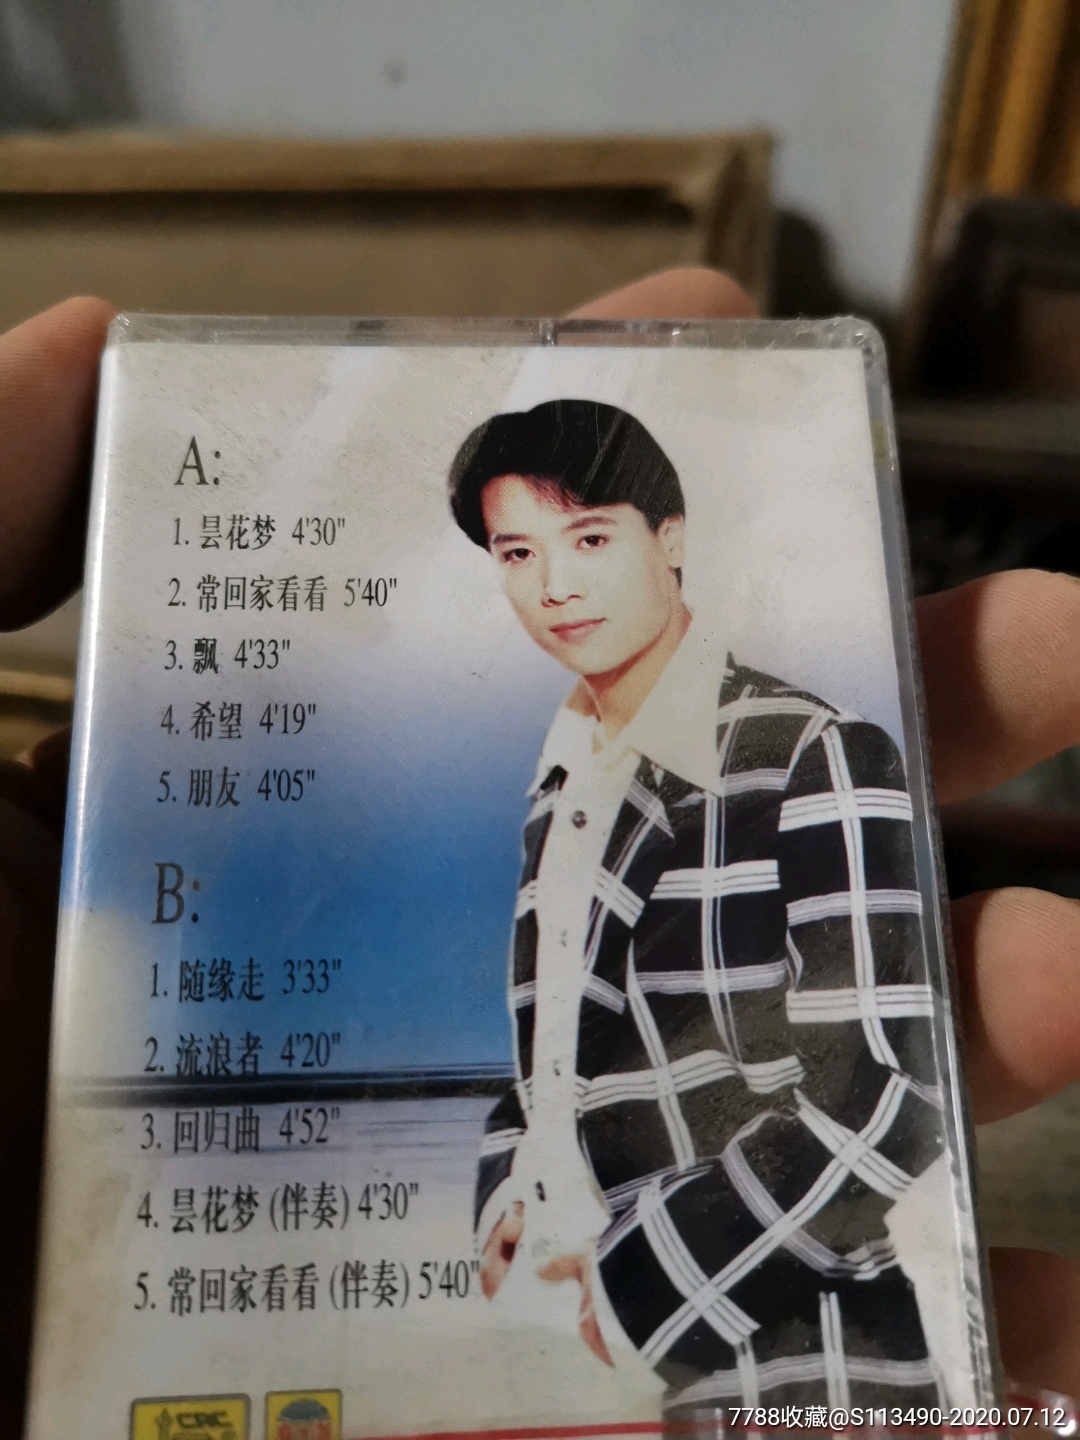 A:
1. 昙花梦 4'30"
2. 常回家看看 5'40"
3. 飘 4'33"
4. 希望 4'19"
5. 朋友 4'05"
B:
1. 随缘走 3'33"
2. 流浪者 4'20"
3. 回归曲 4'52"
4. 昙花梦 (伴奏) 4'30"
5. 常回家看看 (伴奏) 5'40"
CRC
7788收藏@S113490-2020.07.12